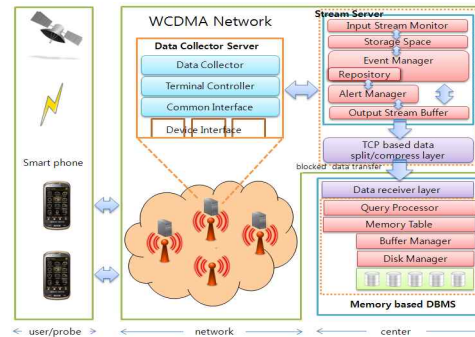 WCDMA Network
Data Collector Server
Data Collector
Terminal Controller
Common Interface
Device Interface
Smart phone
Stream Server
Input Stream Monitor
Storage Space
Event Manager
Repository
Alert Manager
Output Stream Buffer
TCP based data
split/compress layer
blocked data transfer
Data receiver layer
Query Processor
Memory Table
Buffer Manager
Disk Manager
Memory based DBMS
user/probe
network
center